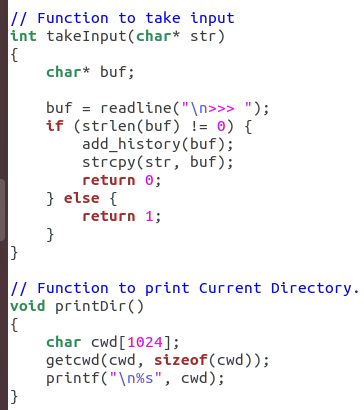 // Function to take input
int takeInput(char* str)
{
    char* buf;

    buf = readline("\n>>> ");
    if (strlen(buf) != 0) {
        add_history(buf);
        strcpy(str, buf);
        return 0;
    } else {
        return 1;
    }
}

// Function to print Current Directory.
void printDir()
{
    char cwd[1024];
    getcwd(cwd, sizeof(cwd));
    printf("\n%s", cwd);
}